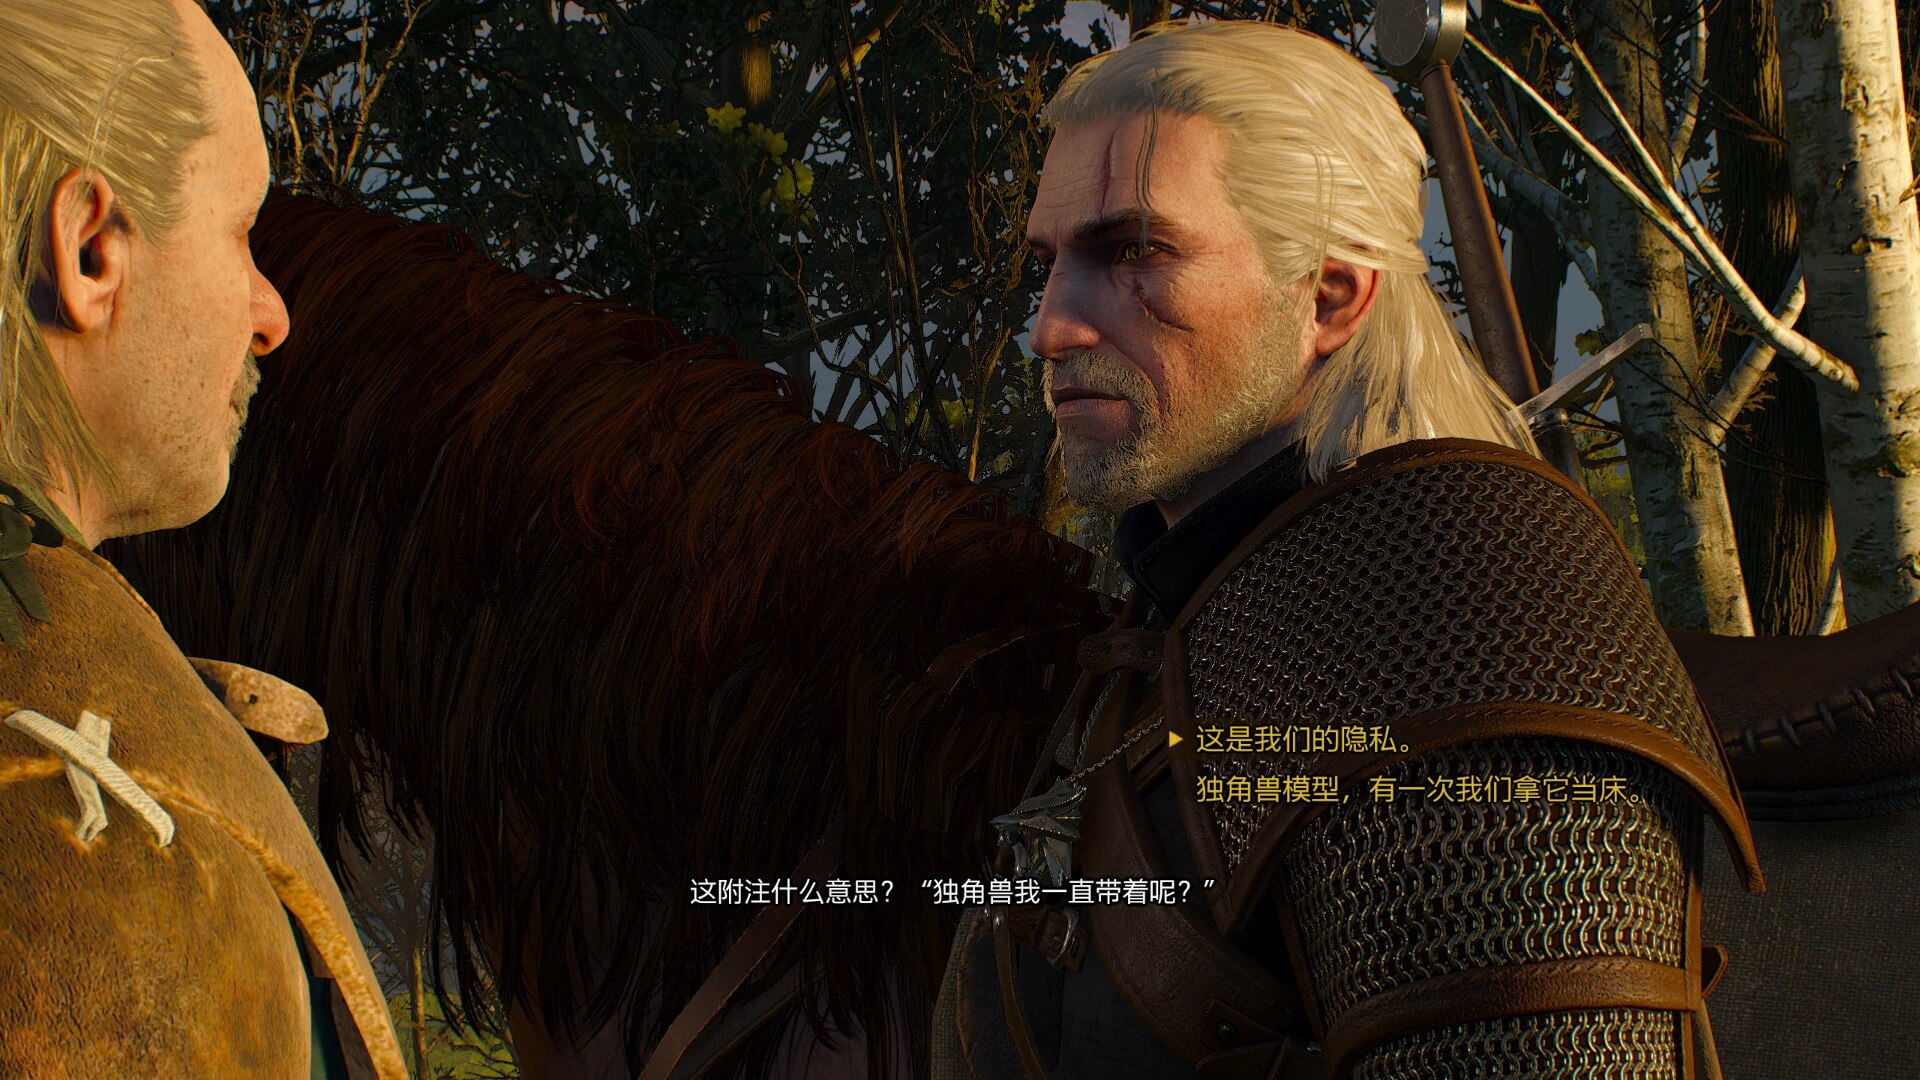 这是我们的隐私。
独角兽模型，有一次我们拿它当床。
这附注什么意思？“独角兽我一直带着呢？”